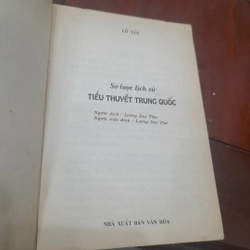 LỖ TẤN
Sơ lược lịch sử
TIỂU THUYẾT TRUNG QUỐC
Người dịch : Lương Duy Tâm
Người hiệu đính : Lương Duy Thứ
NHÀ XUẤT BẢN VĂN HÓA